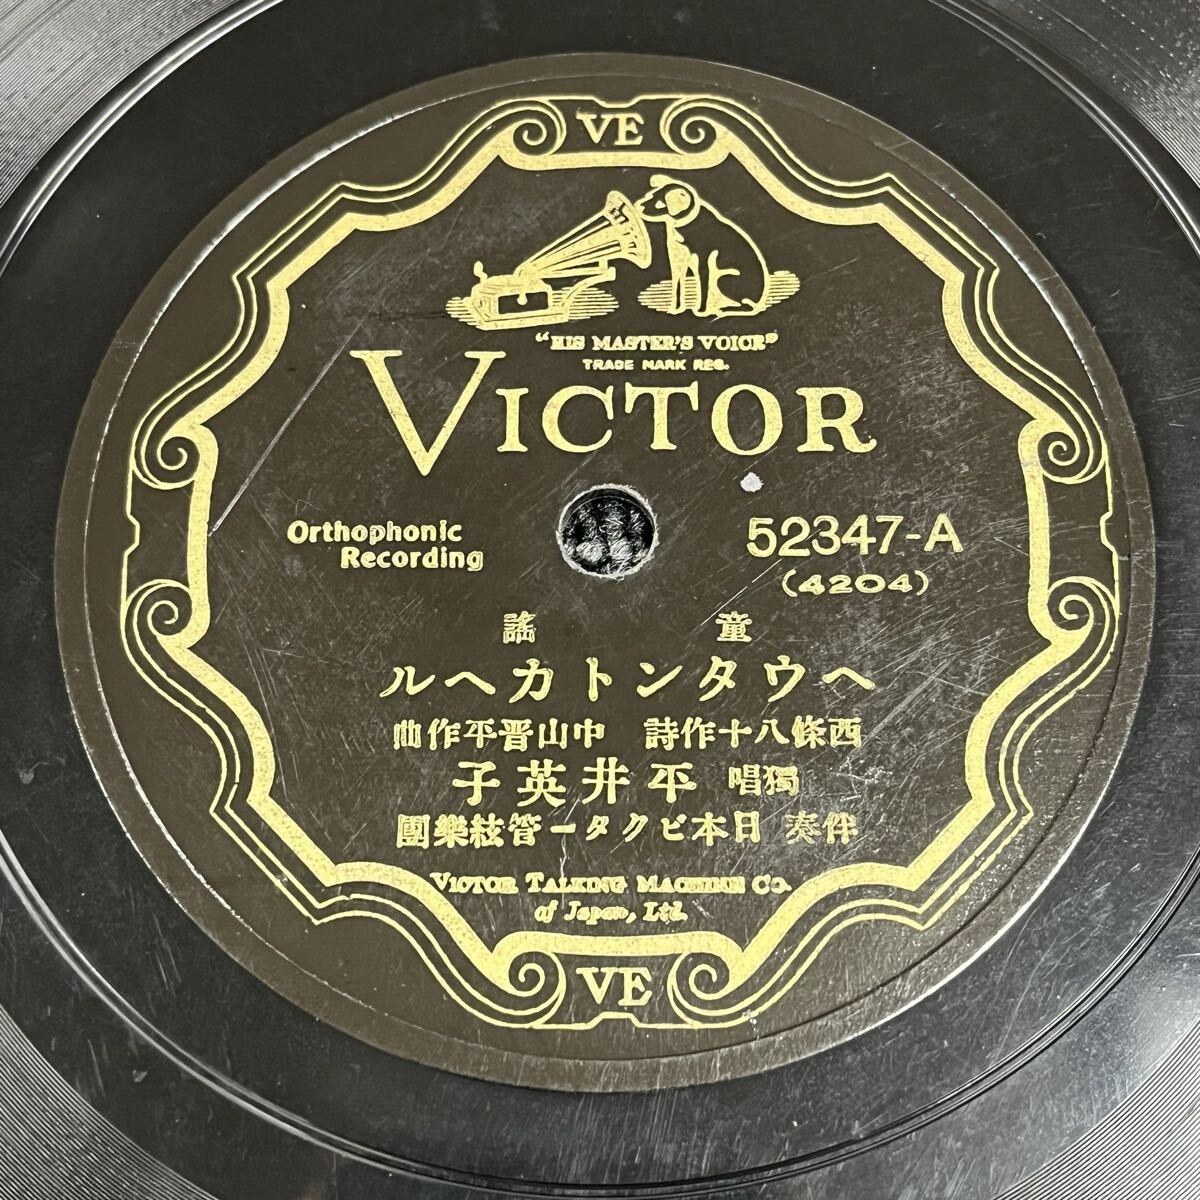 VE
"HIS MASTER'S VOICE"
TRADE MARK REG.
VICTOR
Orthophonic
Recording
52347-A
(4204)
童謠
ヘウタントカヘル
西條八十作詩 中山晋平作曲
獨唱 平井英子
伴奏 日本ビクター管絃樂團
VICTOR TALKING MACHINE CO.
of Japan, Ltd.
VE